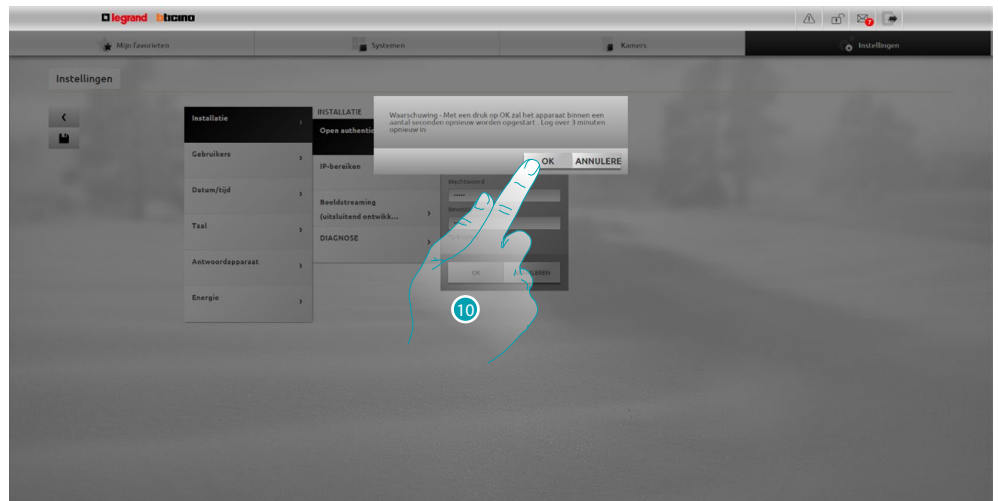 legrand bticino
7
Mijn favorieten
Systemen
Kamers
Instellingen
Instellingen
Installatie
Gebruikers
Datum/tijd
Taal
Antwoordapparaat
Energie
INSTALLATIE
Open authentic
IP-bereiken
Beeldstreaming
(uitsluitend ontwikk...
DIAGNOSE
Waarschuwing - Met een druk op OK zal het apparaat binnen een
aantal seconden opnieuw worden opgestart . Log over 3 minuten
opnieuw in
OK ANNULERE
Wachtwoord
OK
10